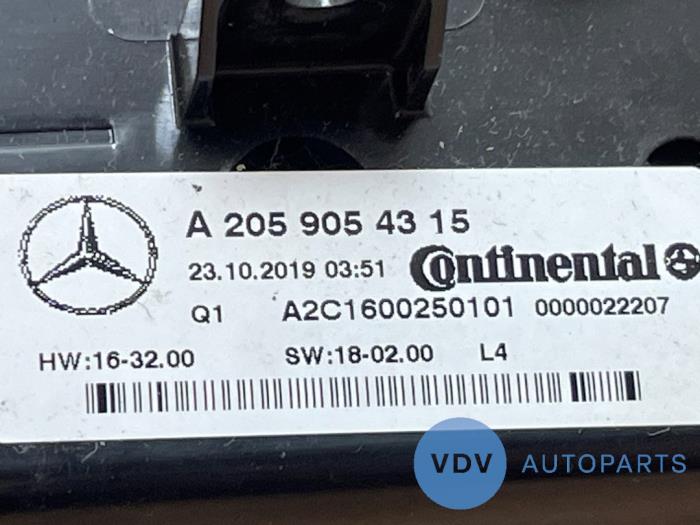 A 205 905 43 15
23.10.2019 03:51 Continental
Q1 A2C1600250101 0000022207
HW:16-32.00 SW:18-02.00 L4
VDV AUTOPARTS